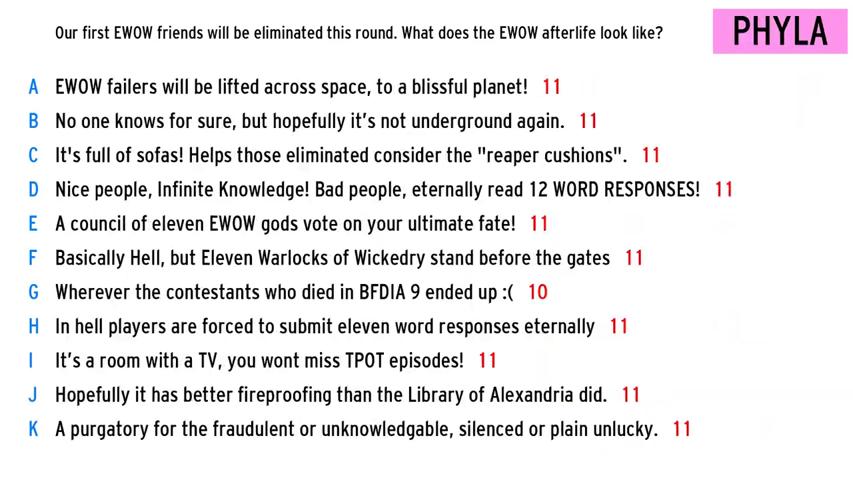 Our first EWOW friends will be eliminated this round. What does the EWOW afterlife look like?
PHYLA
A EWOW failers will be lifted across space, to a blissful planet! 11
B No one knows for sure, but hopefully it's not underground again. 11
C It's full of sofas! Helps those eliminated consider the "reaper cushions". 11
D Nice people, Infinite Knowledge! Bad people, eternally read 12 WORD RESPONSES! 11
E A council of eleven EWOW gods vote on your ultimate fate! 11
F Basically Hell, but Eleven Warlocks of Wickedry stand before the gates 11
G Wherever the contestants who died in BFDIA 9 ended up :( 10
H In hell players are forced to submit eleven word responses eternally 11
I It's a room with a TV, you wont miss TPOT episodes! 11
J Hopefully it has better fireproofing than the Library of Alexandria did. 11
K A purgatory for the fraudulent or unknowledgable, silenced or plain unlucky. 11